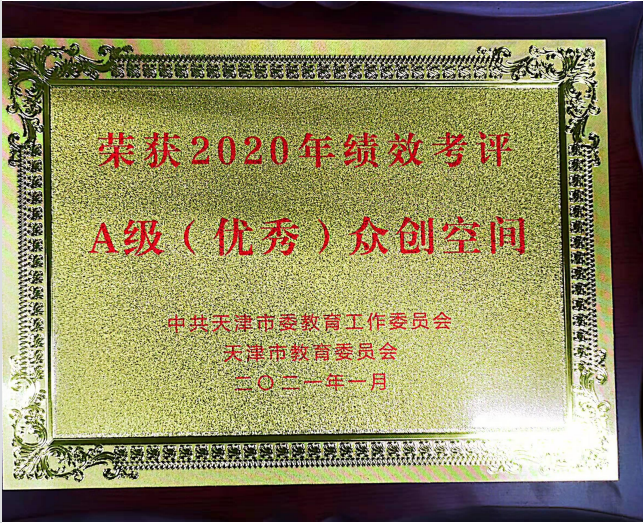 荣获2020年绩效考评
A级（优秀）众创空间
中共天津市委教育工作委员会
天津市教育委员会
二〇二一年一月